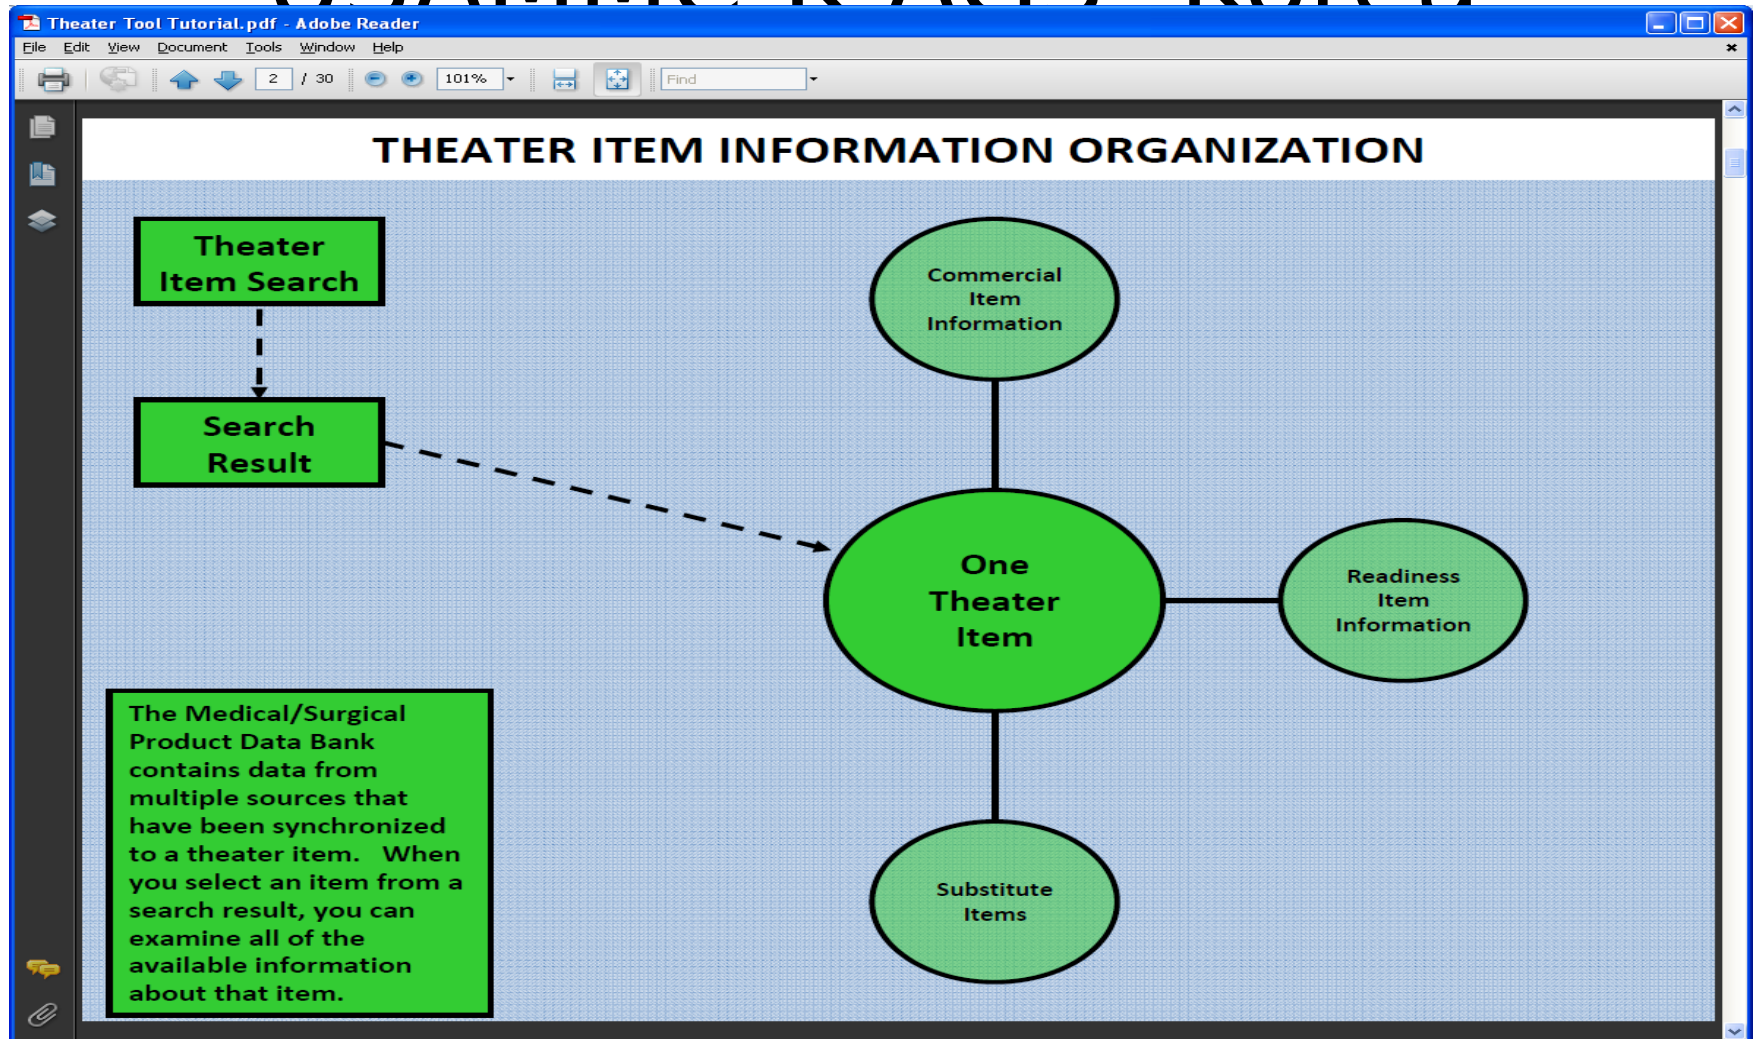 Theater Tool Tutorial.pdf - Adobe Reader
File Edit View Document Tools Window Help
2 / 30 101% Find
THEATER ITEM INFORMATION ORGANIZATION
Theater
Item Search
Search
Result
Commercial
Item
Information
One
Theater
Item
Readiness
Item
Information
Substitute
Items
The Medical/Surgical
Product Data Bank
contains data from
multiple sources that
have been synchronized
to a theater item. When
you select an item from a
search result, you can
examine all of the
available information
about that item.